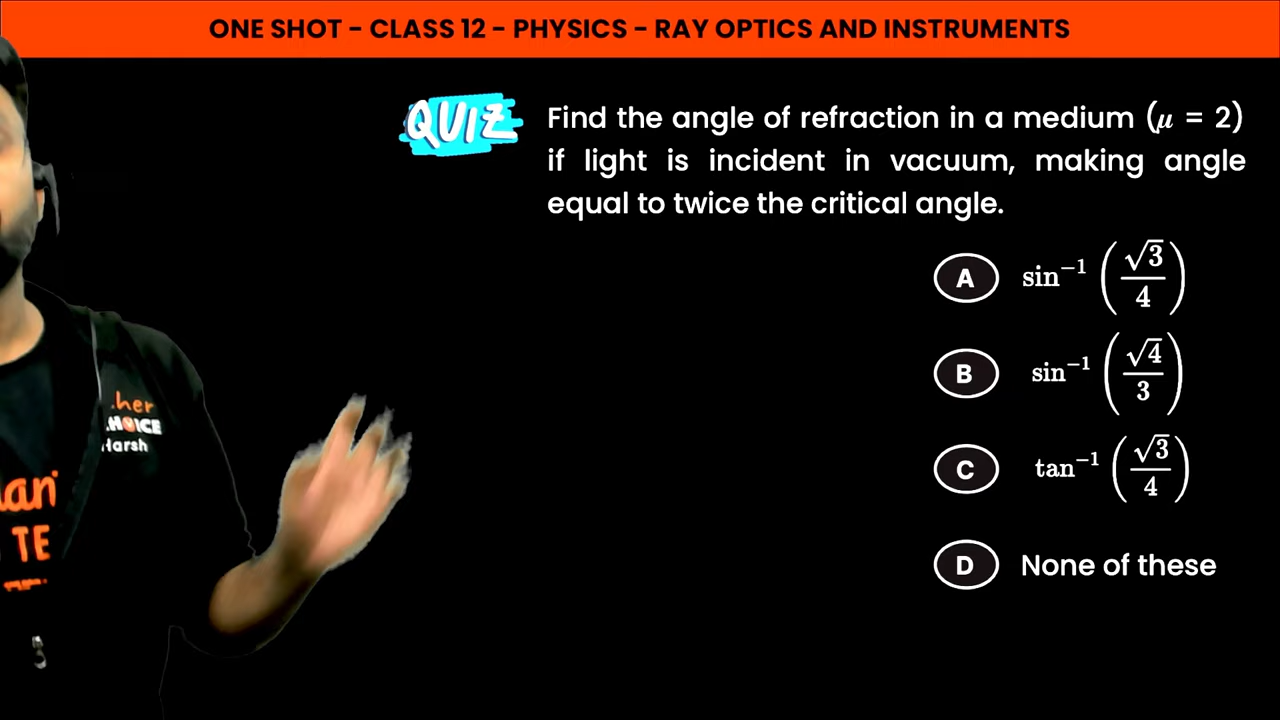 ONE SHOT - CLASS 12 - PHYSICS - RAY OPTICS AND INSTRUMENTS
QUIZ
Find the angle of refraction in a medium (μ = 2)
if light is incident in vacuum, making angle
equal to twice the critical angle.
A sin⁻¹ (√3/4)
B sin⁻¹ (√4/3)
C tan⁻¹ (√3/4)
D None of these
Harsh
TE